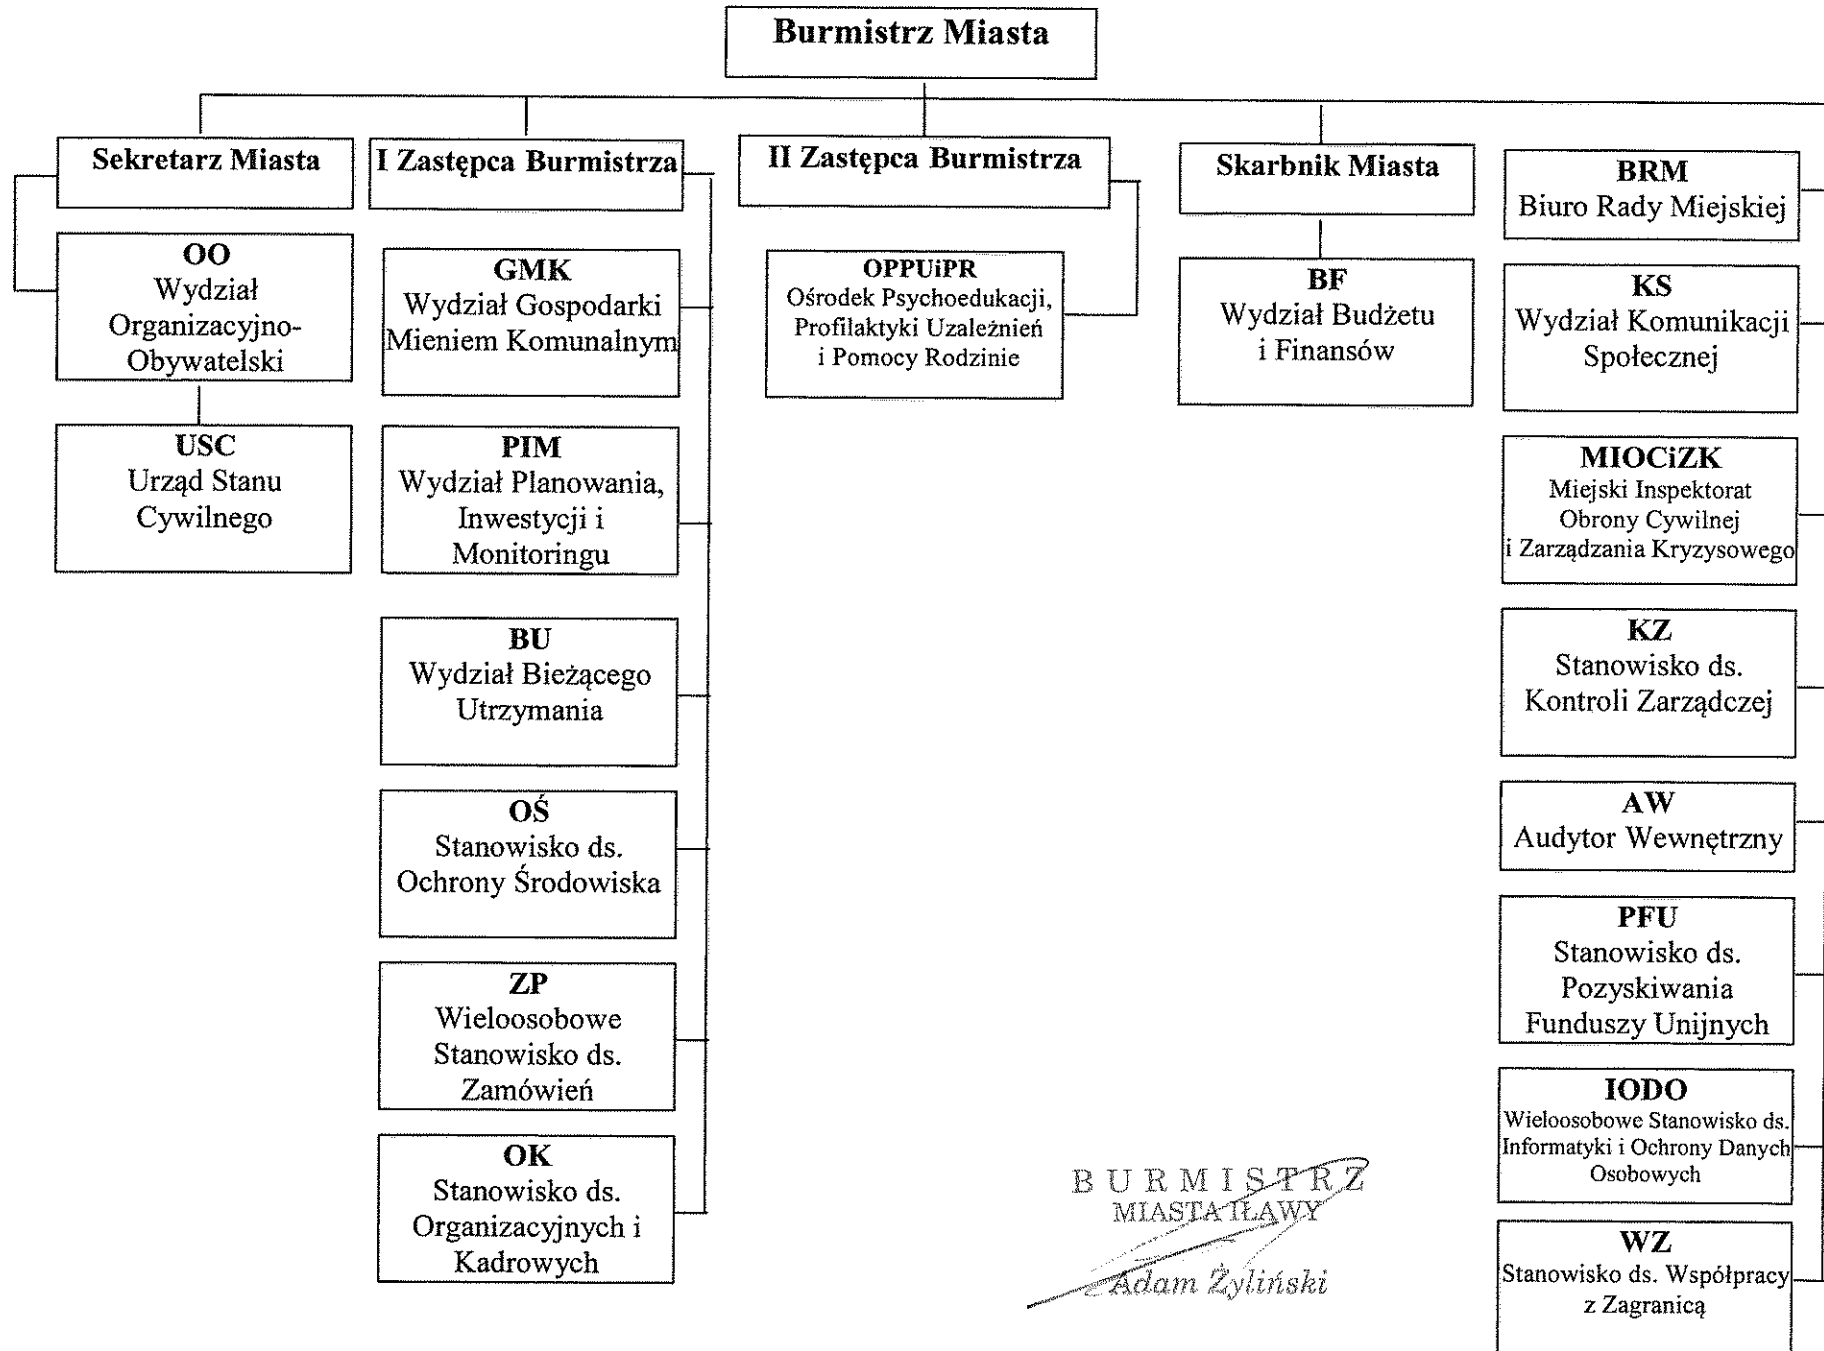 Burmistrz Miasta
Sekretarz Miasta
I Zastępca Burmistrza
II Zastępca Burmistrza
Skarbnik Miasta
BRM
Biuro Rady Miejskiej
OO
Wydział
Organizacyjno-
Obywatelski
USC
Urząd Stanu
Cywilnego
GMK
Wydział Gospodarki
Mieniem Komunalnym
PIM
Wydział Planowania,
Inwestycji i
Monitoringu
BU
Wydział Bieżącego
Utrzymania
OŚ
Stanowisko ds.
Ochrony Środowiska
ZP
Wieloosobowe
Stanowisko ds.
Zamówień
OK
Stanowisko ds.
Organizacyjnych i
Kadrowych
OPPUiPR
Ośrodek Psychoedukacji,
Profilaktyki Uzależnień
i Pomocy Rodzinie
BF
Wydział Budżetu
i Finansów
KS
Wydział Komunikacji
Społecznej
MIOCiZK
Miejski Inspektorat
Obrony Cywilnej
i Zarządzania Kryzysowego
KZ
Stanowisko ds.
Kontroli Zarządczej
AW
Audytor Wewnętrzny
PFU
Stanowisko ds.
Pozyskiwania
Funduszy Unijnych
IODO
Wieloosobowe Stanowisko ds.
Informatyki i Ochrony Danych
Osobowych
WZ
Stanowisko ds. Współpracy
z Zagranicą
BURMISTRZ
MIASTA IŁAWY
Adam Żyliński